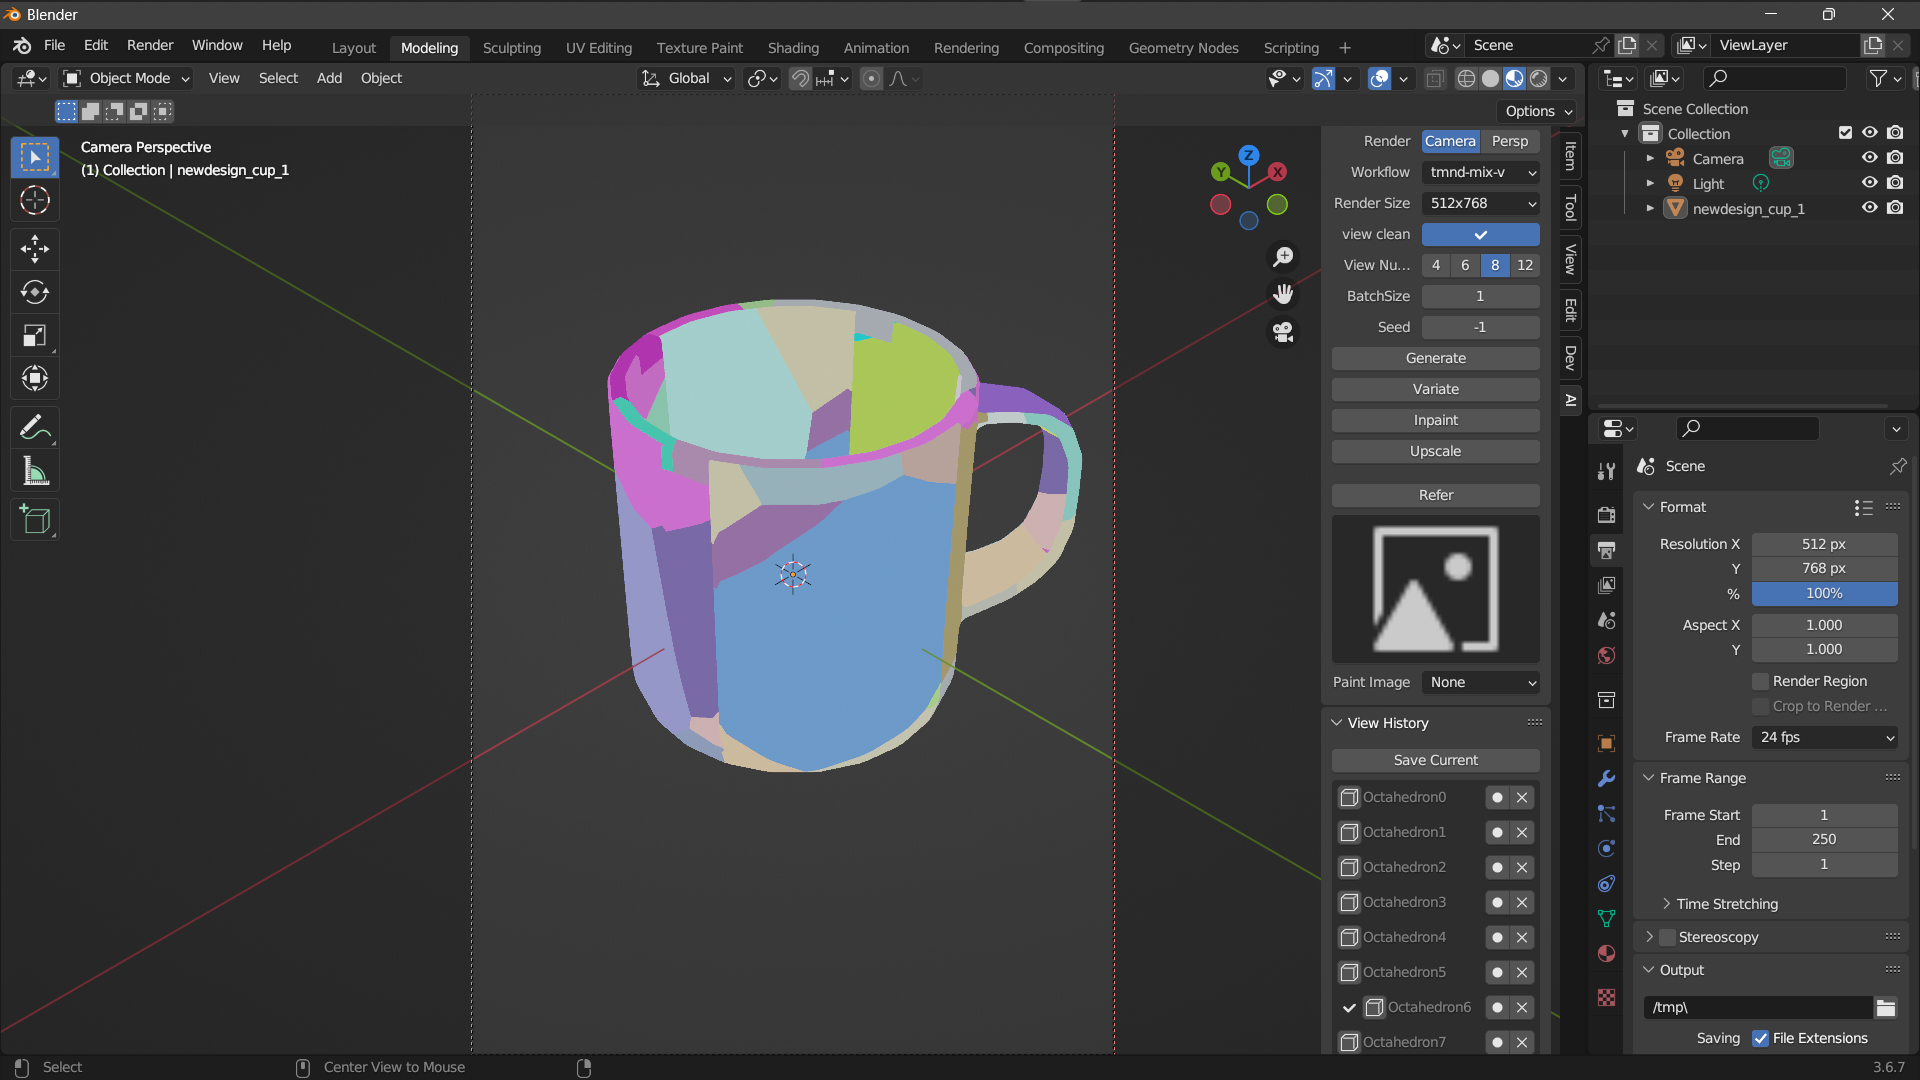 Blender
File Edit Render Window Help Layout Modeling Sculpting UV Editing Texture Paint Shading Animation Rendering Compositing Geometry Nodes Scripting + Scene ViewLayer
Object Mode View Select Add Object Global
Options
Camera Perspective
(1) Collection | newdesign_cup_1
Z
Y
X
Render Camera Persp
Workflow tmnd-mix-v
Render Size 512x768
view clean
View Nu... 4 6 8 12
BatchSize 1
Seed -1
Generate
Variate
Inpaint
Upscale
Refer
Paint Image None
View History
Save Current
Octahedron0
Octahedron1
Octahedron2
Octahedron3
Octahedron4
Octahedron5
Octahedron6
Octahedron7
Item
Tool
View
Edit
Dev
AI
Scene Collection
Collection
Camera
Light
newdesign_cup_1
Scene
Format
Resolution X 512 px
Y 768 px
% 100%
Aspect X 1.000
Y 1.000
Render Region
Crop to Render ...
Frame Rate 24 fps
Frame Range
Frame Start 1
End 250
Step 1
Time Stretching
Stereoscopy
Output
/tmp\
Saving File Extensions
Select Center View to Mouse 3.6.7